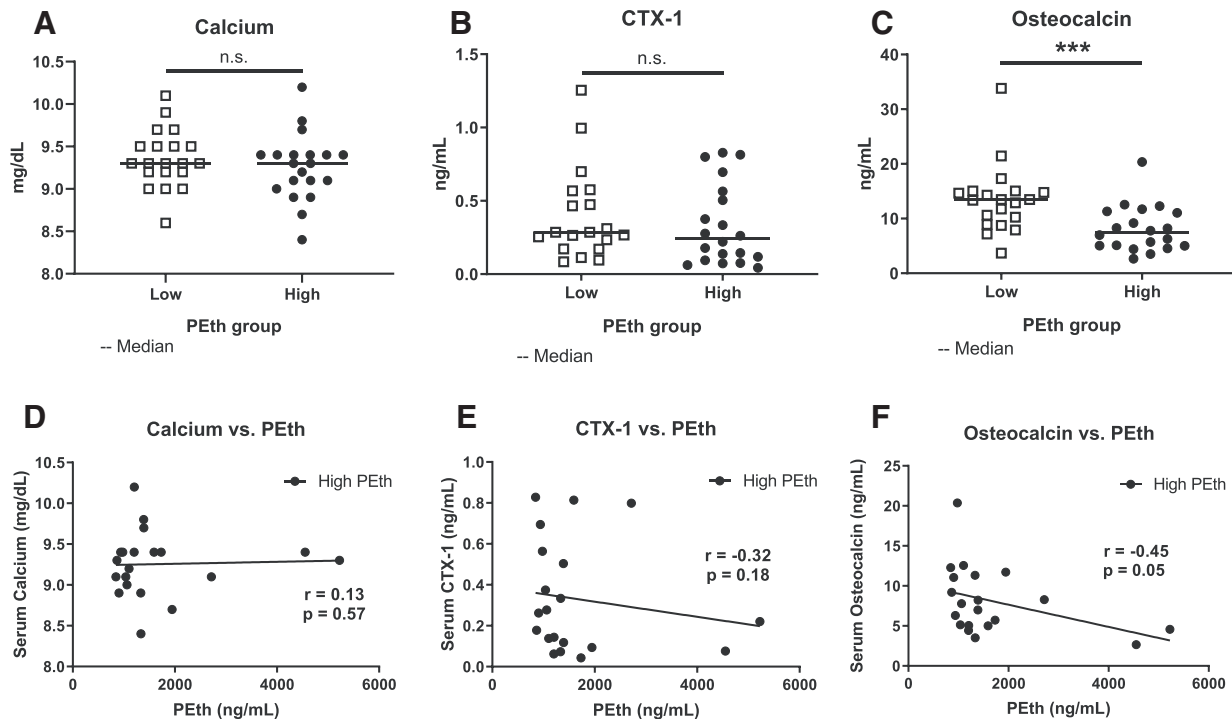 A
Calcium
n.s.
mg/dL
10.5
10.0
9.5
9.0
8.5
8.0
Low
High
PEth group
-- Median
B
CTX-1
n.s.
ng/mL
1.5
1.0
0.5
0.0
Low
High
PEth group
-- Median
C
Osteocalcin
***
ng/mL
40
30
20
10
0
Low
High
PEth group
-- Median
D
Calcium vs. PEth
Serum Calcium (mg/dL)
10.5
10.0
9.5
9.0
8.5
8.0
High PEth
r = 0.13
p = 0.57
0
2000
4000
6000
PEth (ng/mL)
E
CTX-1 vs. PEth
Serum CTX-1 (ng/mL)
1.0
0.8
0.6
0.4
0.2
0.0
High PEth
r = -0.32
p = 0.18
0
2000
4000
6000
PEth (ng/mL)
F
Osteocalcin vs. PEth
Serum Osteocalcin (ng/mL)
25
20
15
10
5
0
High PEth
r = -0.45
p = 0.05
0
2000
4000
6000
PEth (ng/mL)